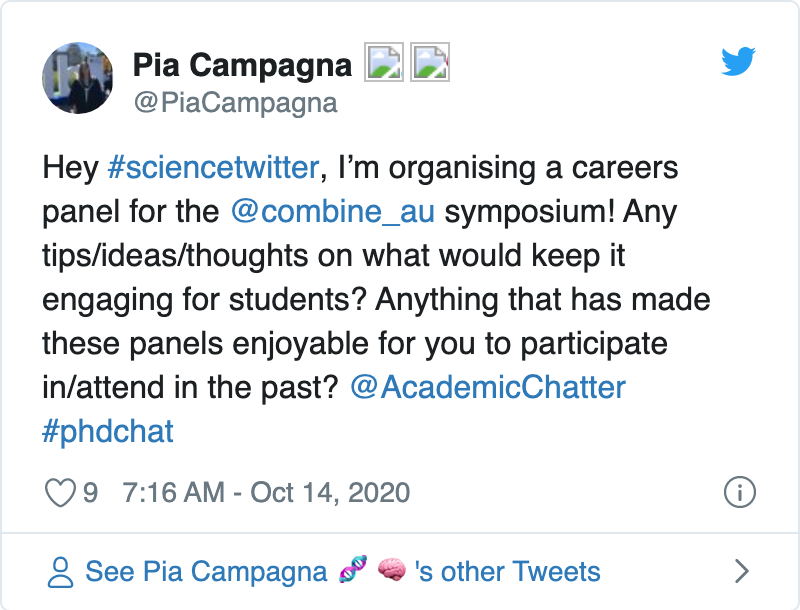 Pia Campagna
@PiaCampagna
Hey #sciencetwitter, I’m organising a careers
panel for the @combine_au symposium! Any
tips/ideas/thoughts on what would keep it
engaging for students? Anything that has made
these panels enjoyable for you to participate
in/attend in the past? @AcademicChatter
#phdchat
9 7:16 AM - Oct 14, 2020
See Pia Campagna 🧬 🧠 's other Tweets